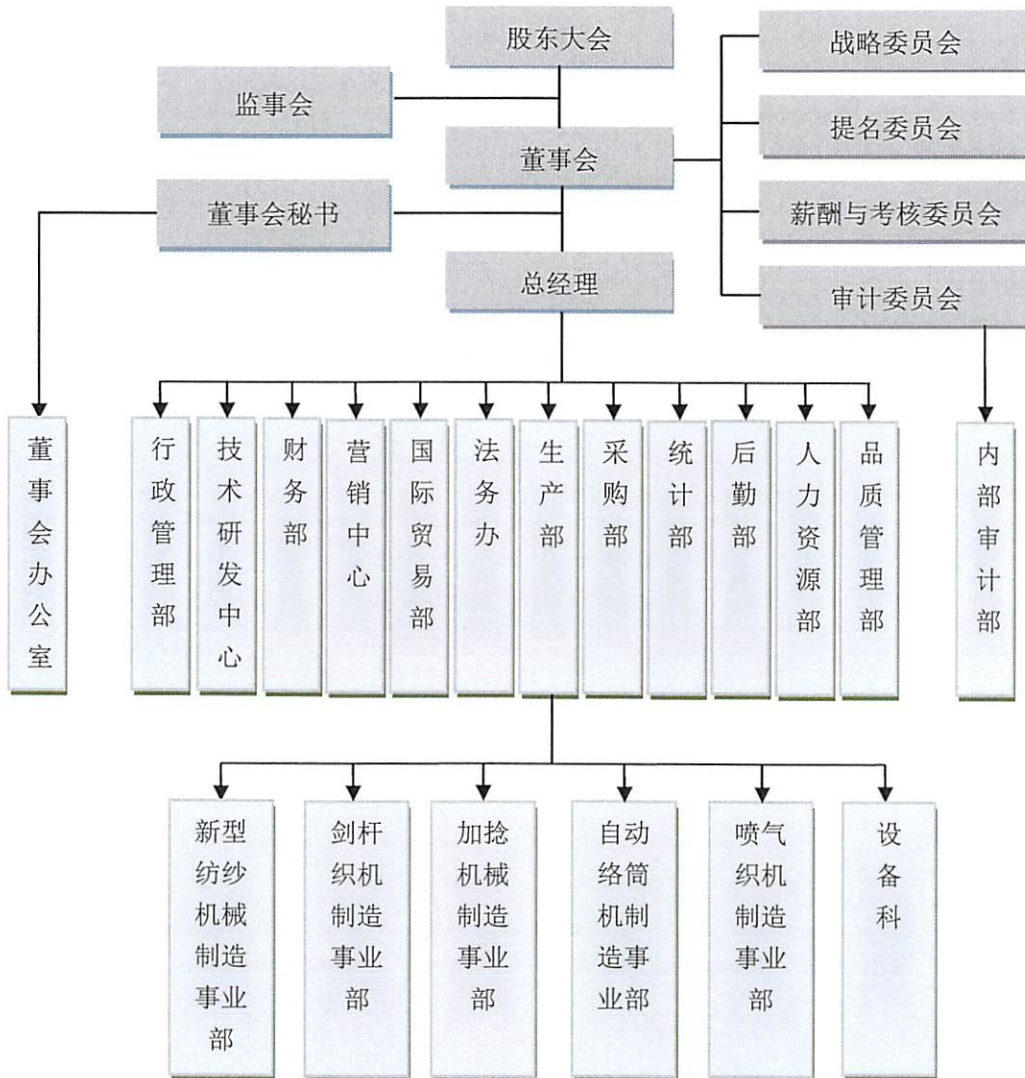 股东大会
战略委员会
监事会
提名委员会
董事会
董事会秘书
薪酬与考核委员会
总经理
审计委员会
董事会办公室
行政管理部
技术研发中心
财务部
营销中心
国际贸易部
法务办
生产部
采购部
统计部
后勤部
人力资源部
品质管理部
内部审计部
新型
纺纱
机械
制造
事业
部
剑杆
织机
制造
事业
部
加捻
机械
制造
事业
部
自动
络筒
机制
造事
业部
喷气
织机
制造
事业
部
设备科